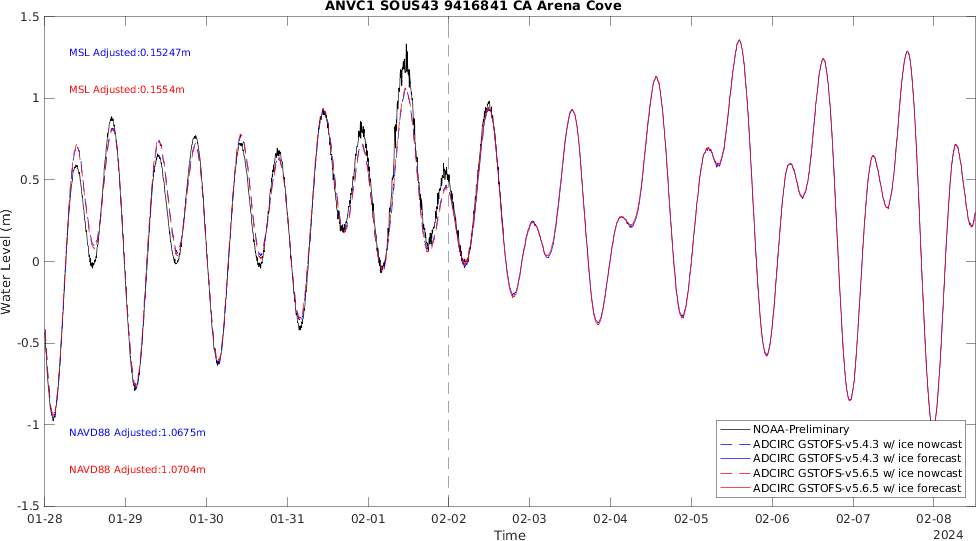 ANVC1 SOUS43 9416841 CA Arena Cove
1.5
1
0.5
0
-0.5
-1
-1.5
Water Level (m)
MSL Adjusted:0.15247m
MSL Adjusted:0.1554m
NAVD88 Adjusted:1.0675m
NAVD88 Adjusted:1.0704m
NOAA-Preliminary
ADCIRC GSTOFS-v5.4.3 w/ ice nowcast
ADCIRC GSTOFS-v5.4.3 w/ ice forecast
ADCIRC GSTOFS-v5.6.5 w/ ice nowcast
ADCIRC GSTOFS-v5.6.5 w/ ice forecast
01-28 01-29 01-30 01-31 02-01 02-02 02-03 02-04 02-05 02-06 02-07 02-08
Time
2024